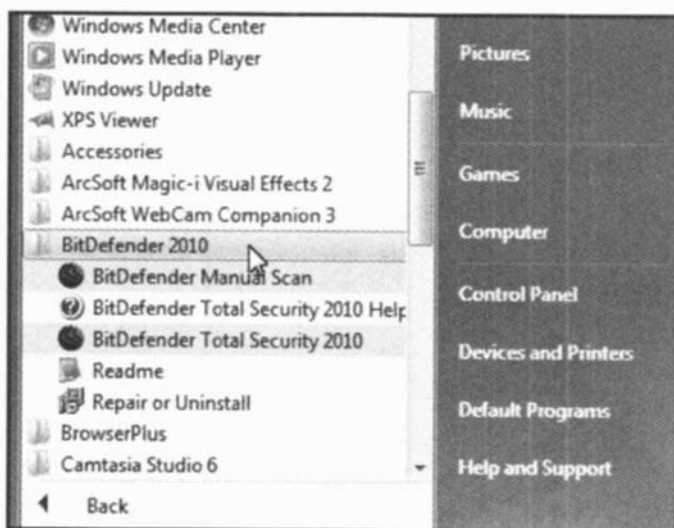 Windows Media Center
Windows Media Player
Windows Update
XPS Viewer
Accessories
ArcSoft Magic-i Visual Effects 2
ArcSoft WebCam Companion 3
BitDefender 2010
BitDefender Manual Scan
BitDefender Total Security 2010 Help
BitDefender Total Security 2010
Readme
Repair or Uninstall
BrowserPlus
Camtasia Studio 6
Back
Pictures
Music
Games
Computer
Control Panel
Devices and Printers
Default Programs
Help and Support